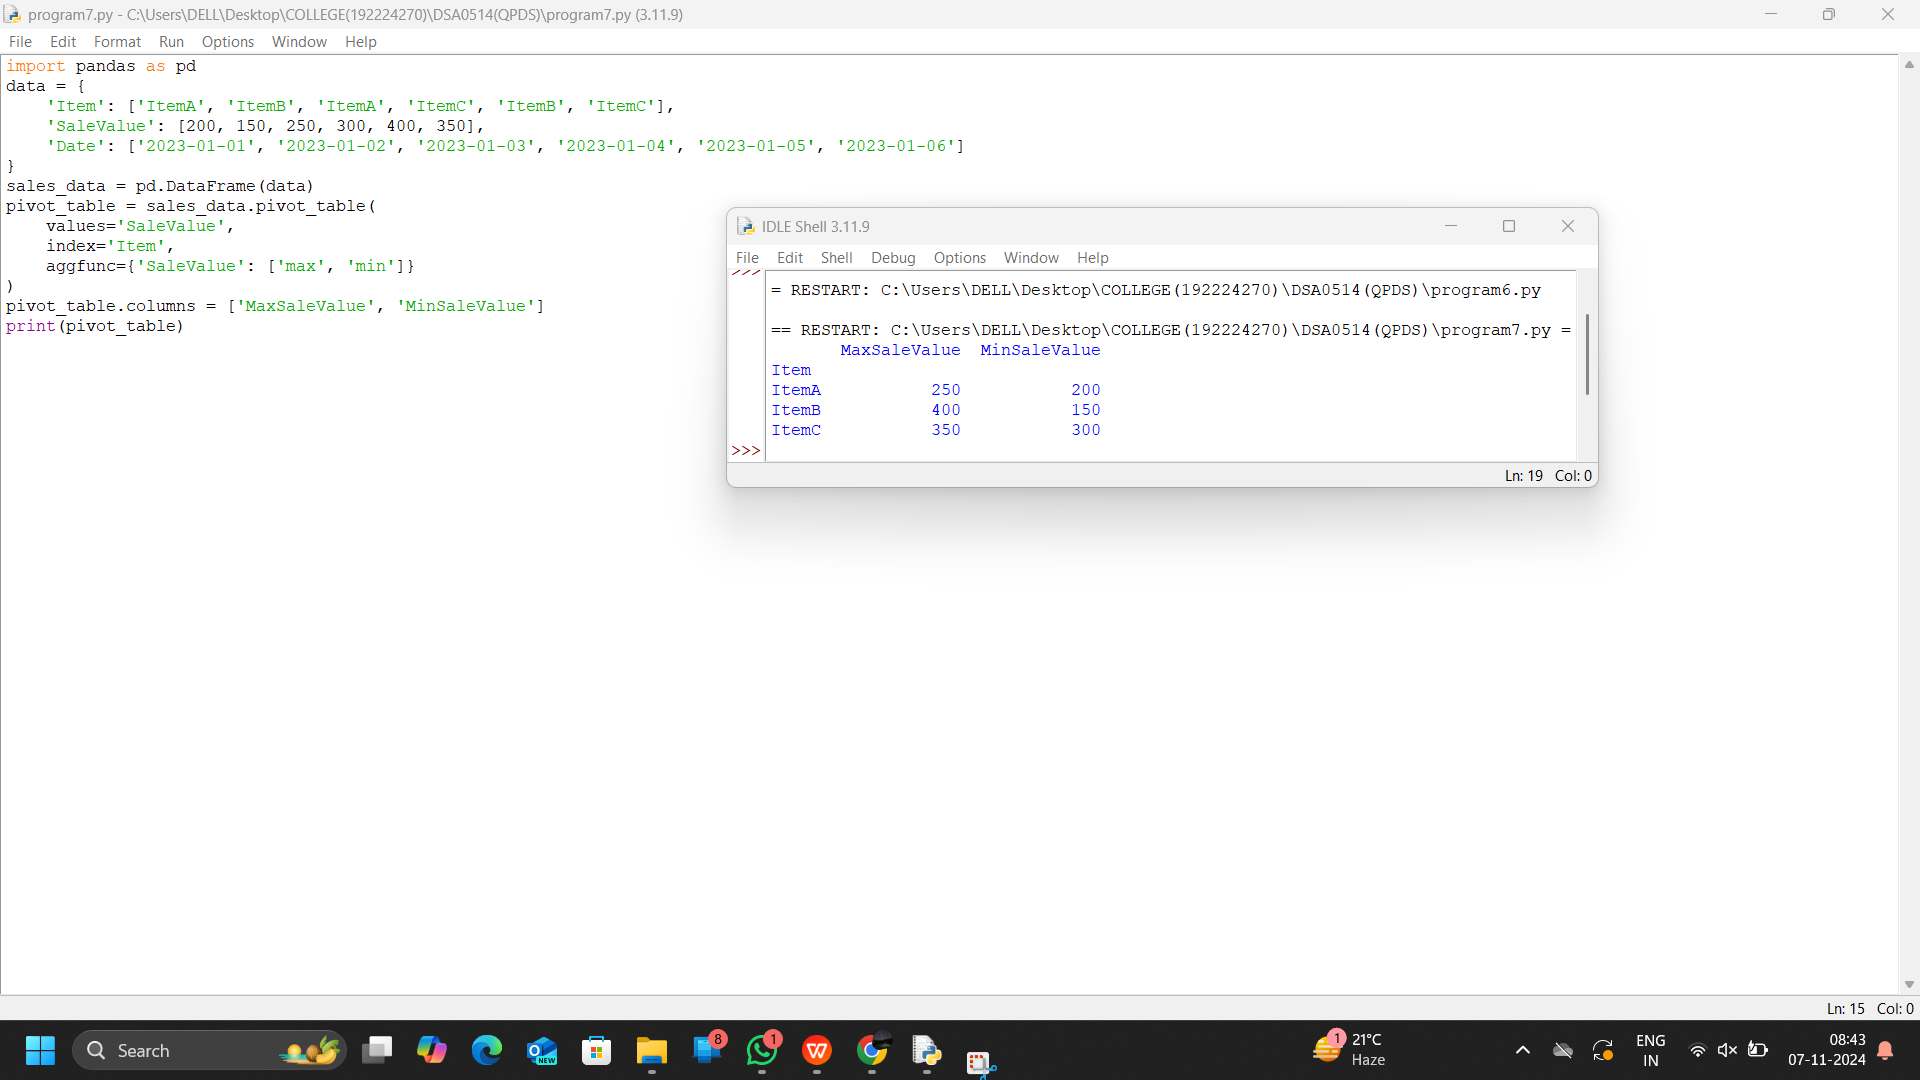 program7.py - C:\Users\DELL\Desktop\COLLEGE(192224270)\DSA0514(QPDS)\program7.py (3.11.9)
File Edit Format Run Options Window Help
import pandas as pd
data = {
    'Item': ['ItemA', 'ItemB', 'ItemA', 'ItemC', 'ItemB', 'ItemC'],
    'SaleValue': [200, 150, 250, 300, 400, 350],
    'Date': ['2023-01-01', '2023-01-02', '2023-01-03', '2023-01-04', '2023-01-05', '2023-01-06']
}
sales_data = pd.DataFrame(data)
pivot_table = sales_data.pivot_table(
    values='SaleValue',
    index='Item',
    aggfunc={'SaleValue': ['max', 'min']}
)
pivot_table.columns = ['MaxSaleValue', 'MinSaleValue']
print(pivot_table)
IDLE Shell 3.11.9
File Edit Shell Debug Options Window Help
>>>
= RESTART: C:\Users\DELL\Desktop\COLLEGE(192224270)\DSA0514(QPDS)\program6.py
== RESTART: C:\Users\DELL\Desktop\COLLEGE(192224270)\DSA0514(QPDS)\program7.py =
       MaxSaleValue  MinSaleValue
Item
ItemA           250           200
ItemB           400           150
ItemC           350           300
>>>
Ln: 19 Col: 0
Ln: 15 Col: 0
Search
NEW
8
1
W
1
21°C
Haze
ENG
IN
08:43
07-11-2024